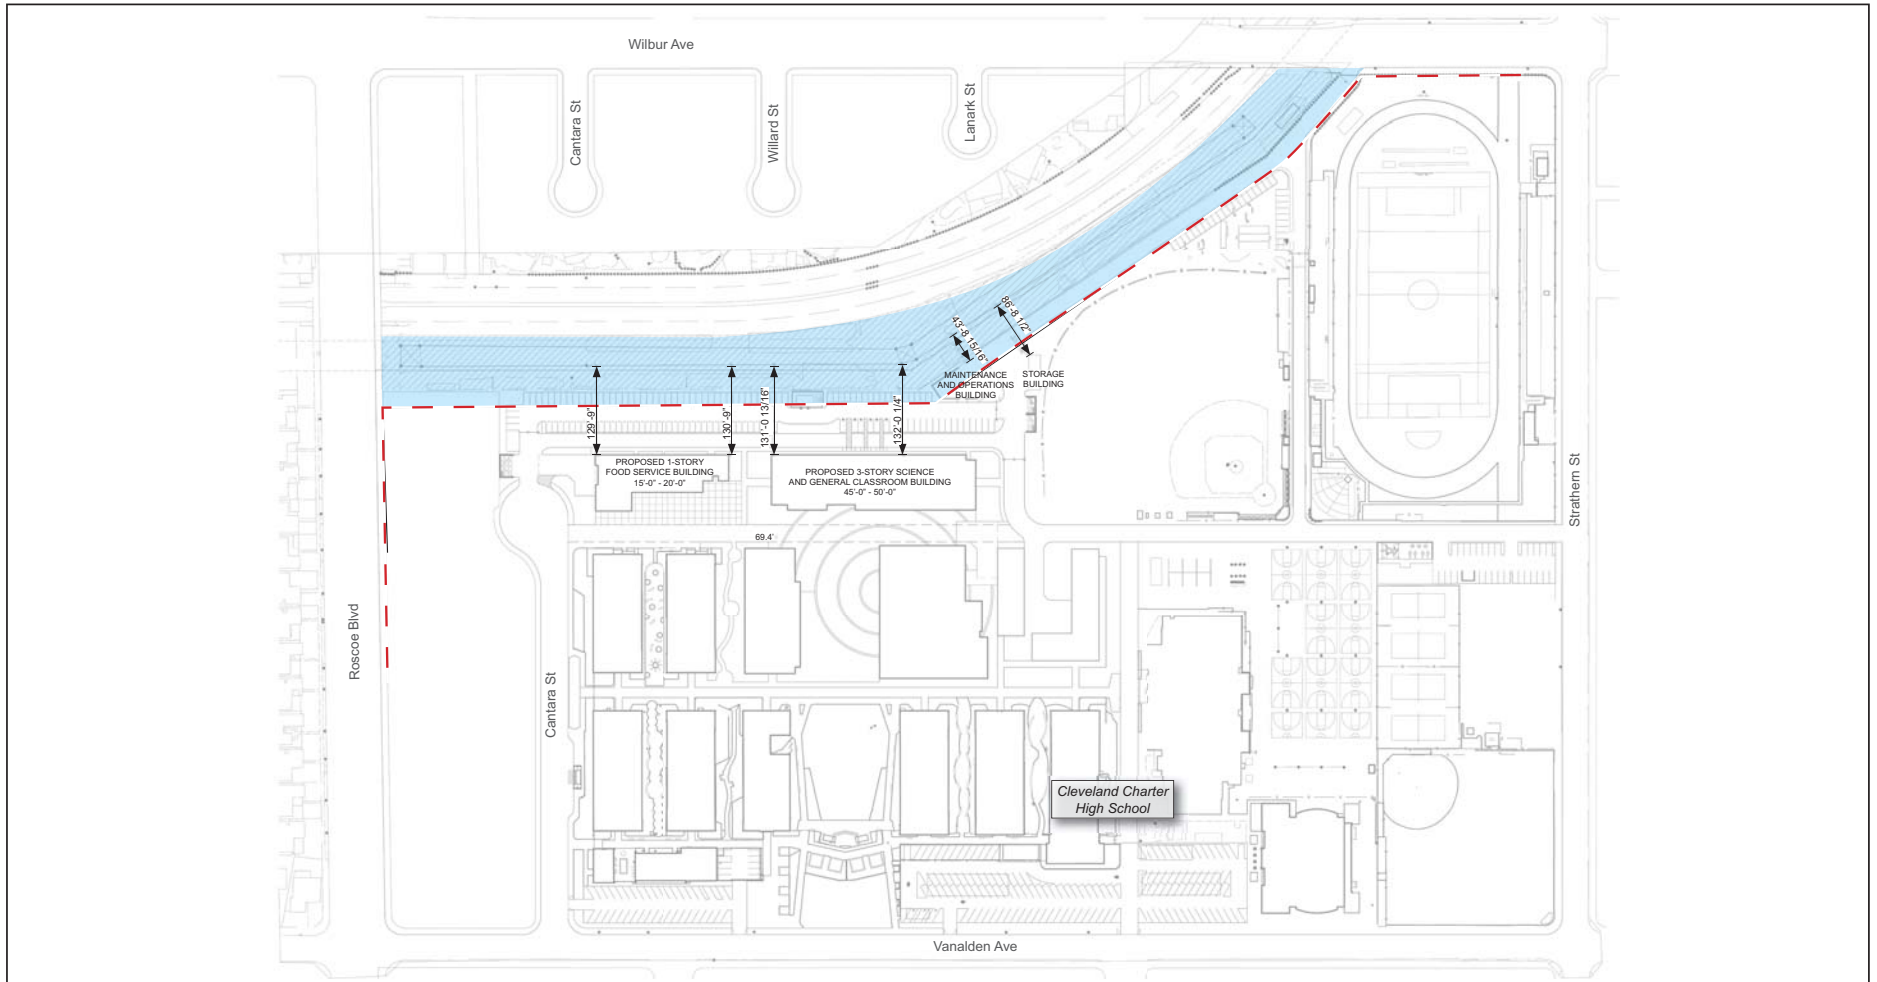 Wilbur Ave
Cantara St
Willard St
Lanark St
86'-8 1/2"
43'-8 15/16"
MAINTENANCE
AND OPERATIONS
BUILDING
STORAGE
BUILDING
129'-9"
130'-9"
131'-0 13/16"
132'-0 1/4"
PROPOSED 1-STORY
FOOD SERVICE BUILDING
15'-0" - 20'-0"
PROPOSED 3-STORY SCIENCE
AND GENERAL CLASSROOM BUILDING
45'-0" - 50'-0"
69.4'
Strathern St
Roscoe Blvd
Cantara St
Cleveland Charter
High School
Vanalden Ave